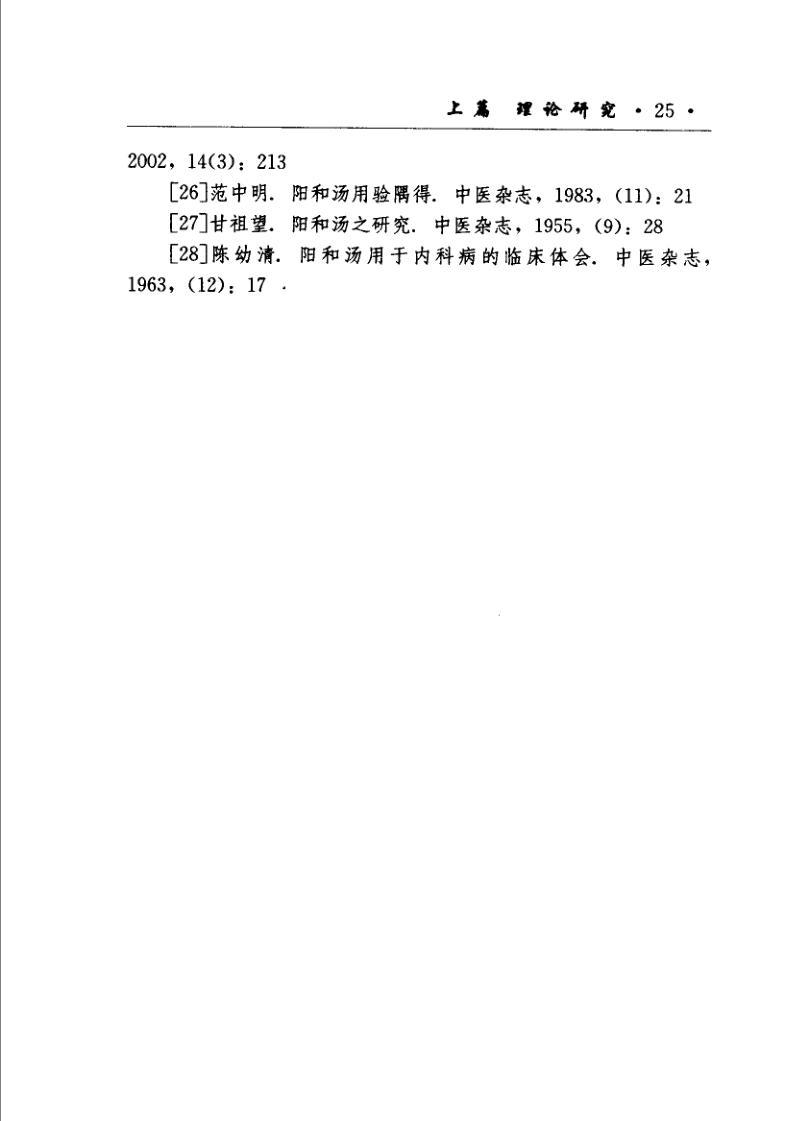 上篇 理论研究 · 25 ·
2002，14(3)：213
[26]范中明．阳和汤用验隅得．中医杂志，1983，(11)：21
[27]甘祖望．阳和汤之研究．中医杂志，1955，(9)：28
[28]陈幼清．阳和汤用于内科病的临床体会．中医杂志，
1963，(12)：17